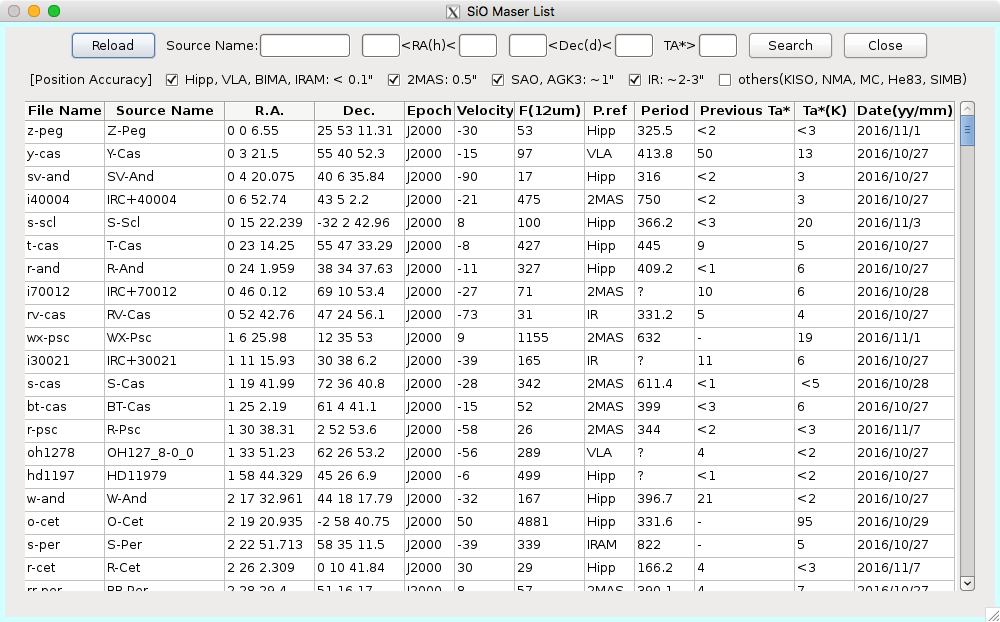 SiO Maser List
Reload Source Name: <RA(h)< <Dec(d)< TA*> Search Close
[Position Accuracy] Hipp, VLA, BIMA, IRAM: < 0.1" 2MAS: 0.5" SAO, AGK3: ~1" IR: ~2-3" others(KISO, NMA, MC, He83, SIMB)
File Name Source Name R.A. Dec. Epoch Velocity F(12um) P.ref Period Previous Ta* Ta*(K) Date(yy/mm)
z-peg Z-Peg 0 0 6.55 25 53 11.31 J2000 -30 53 Hipp 325.5 <2 <3 2016/11/1
y-cas Y-Cas 0 3 21.5 55 40 52.3 J2000 -15 97 VLA 413.8 50 13 2016/10/27
sv-and SV-And 0 4 20.075 40 6 35.84 J2000 -90 17 Hipp 316 <2 3 2016/10/27
i40004 IRC+40004 0 6 52.74 43 5 2.2 J2000 -21 475 2MAS 750 <2 3 2016/10/27
s-scl S-Scl 0 15 22.239 -32 2 42.96 J2000 8 100 Hipp 366.2 <3 20 2016/11/3
t-cas T-Cas 0 23 14.25 55 47 33.29 J2000 -8 427 Hipp 445 9 5 2016/10/27
r-and R-And 0 24 1.959 38 34 37.63 J2000 -11 327 Hipp 409.2 <1 6 2016/10/27
i70012 IRC+70012 0 46 0.12 69 10 53.4 J2000 -27 71 2MAS ? 10 6 2016/10/28
rv-cas RV-Cas 0 52 42.76 47 24 56.1 J2000 -73 31 IR 331.2 5 4 2016/10/27
wx-psc WX-Psc 1 6 25.98 12 35 53 J2000 9 1155 2MAS 632 - 19 2016/11/1
i30021 IRC+30021 1 11 15.93 30 38 6.2 J2000 -39 165 IR ? 11 6 2016/10/27
s-cas S-Cas 1 19 41.99 72 36 40.8 J2000 -28 342 2MAS 611.4 <1 <5 2016/10/28
bt-cas BT-Cas 1 25 2.19 61 4 41.1 J2000 -15 52 2MAS 399 <3 6 2016/10/27
r-psc R-Psc 1 30 38.31 2 52 53.6 J2000 -58 26 2MAS 344 <2 <3 2016/11/7
oh1278 OH127_8-0_0 1 33 51.23 62 26 53.2 J2000 -56 289 VLA ? 4 <2 2016/10/27
hd1197 HD11979 1 58 44.329 45 26 6.9 J2000 -6 499 Hipp ? <1 <2 2016/10/27
w-and W-And 2 17 32.961 44 18 17.79 J2000 -32 167 Hipp 396.7 21 <2 2016/10/27
o-cet O-Cet 2 19 20.935 -2 58 40.75 J2000 50 4881 Hipp 331.6 - 95 2016/10/29
s-per S-Per 2 22 51.713 58 35 11.5 J2000 -39 339 IRAM 822 - 5 2016/10/27
r-cet R-Cet 2 26 2.309 0 10 41.84 J2000 30 29 Hipp 166.2 4 <3 2016/11/7
rr-per RR-Per 2 28 29.4 51 16 17 J2000 8 57 2MAS 390.1 4 7 2016/10/27